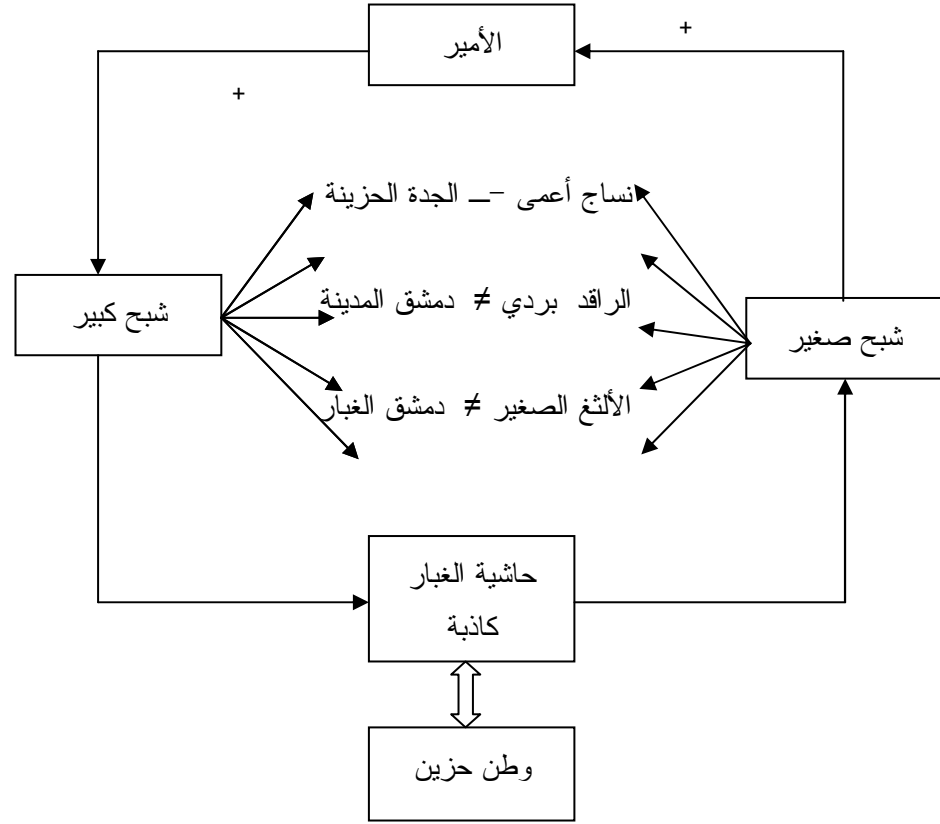 الأمير
+
+
نساج أعمى –ـ الجدة الحزينة
الراقد بردي ≠ دمشق المدينة
شبح كبير
شبح صغير
الألثغ الصغير ≠ دمشق الغبار
حاشية الغبار
كاذبة
وطن حزين